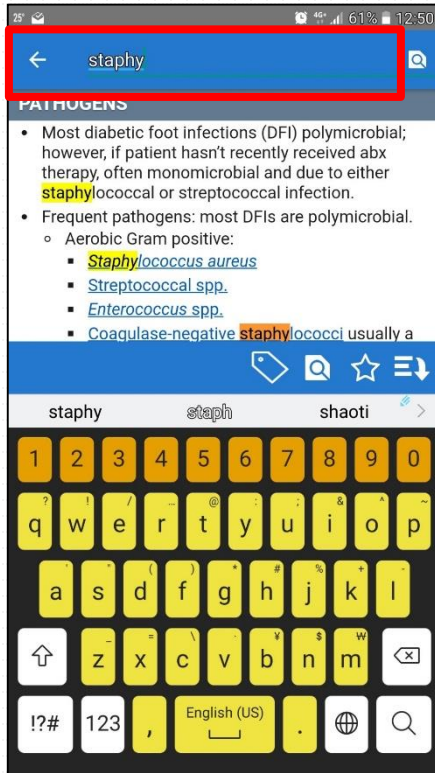 25° 4G+ 61% 12:50
staphy
PATHOGENS
• Most diabetic foot infections (DFI) polymicrobial;
however, if patient hasn't recently received abx
therapy, often monomicrobial and due to either
staphylococcal or streptococcal infection.
• Frequent pathogens: most DFIs are polymicrobial.
○ Aerobic Gram positive:
▪ Staphylococcus aureus
▪ Streptococcal spp.
▪ Enterococcus spp.
▪ Coagulase-negative staphylococci usually a
staphy staph shaoti >
1 2 3 4 5 6 7 8 9 0
? ! / … @ : ; & ^ ~
q w e r t y u i o p
( ) * # % + -
a s d f g h j k l
_ = \ · ¥ $ ₩
z x c v b n m
!?# 123 , English (US) .